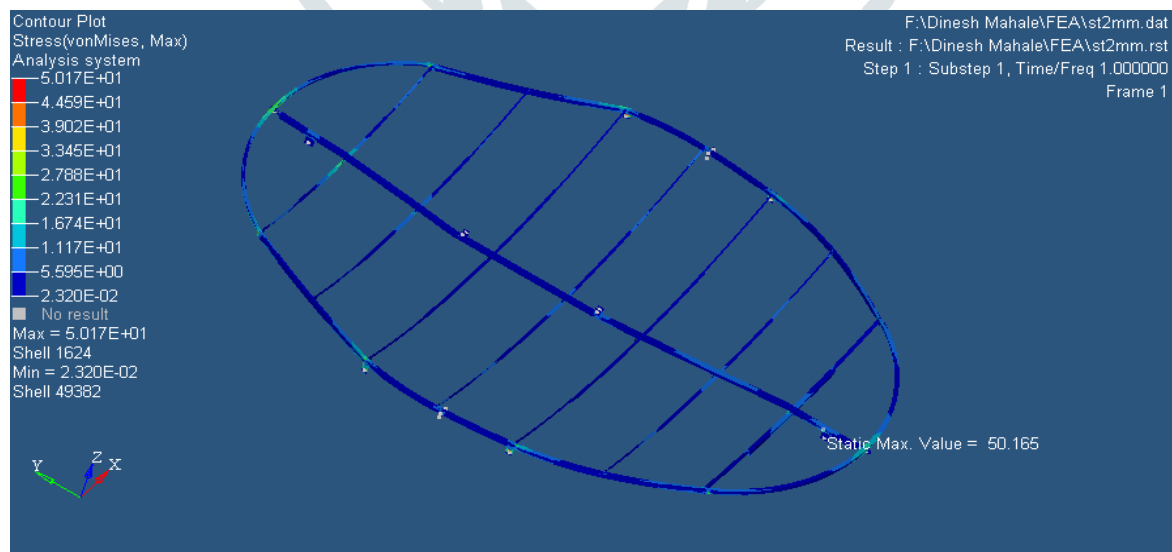 Contour Plot
Stress(vonMises, Max)
Analysis system
5.017E+01
4.459E+01
3.902E+01
3.345E+01
2.788E+01
2.231E+01
1.674E+01
1.117E+01
5.595E+00
2.320E-02
No result
Max = 5.017E+01
Shell 1624
Min = 2.320E-02
Shell 49382
F:\Dinesh Mahale\FEA\st2mm.dat
Result : F:\Dinesh Mahale\FEA\st2mm.rst
Step 1 : Substep 1, Time/Freq 1.000000
Frame 1
Static Max. Value = 50.165
Y Z X